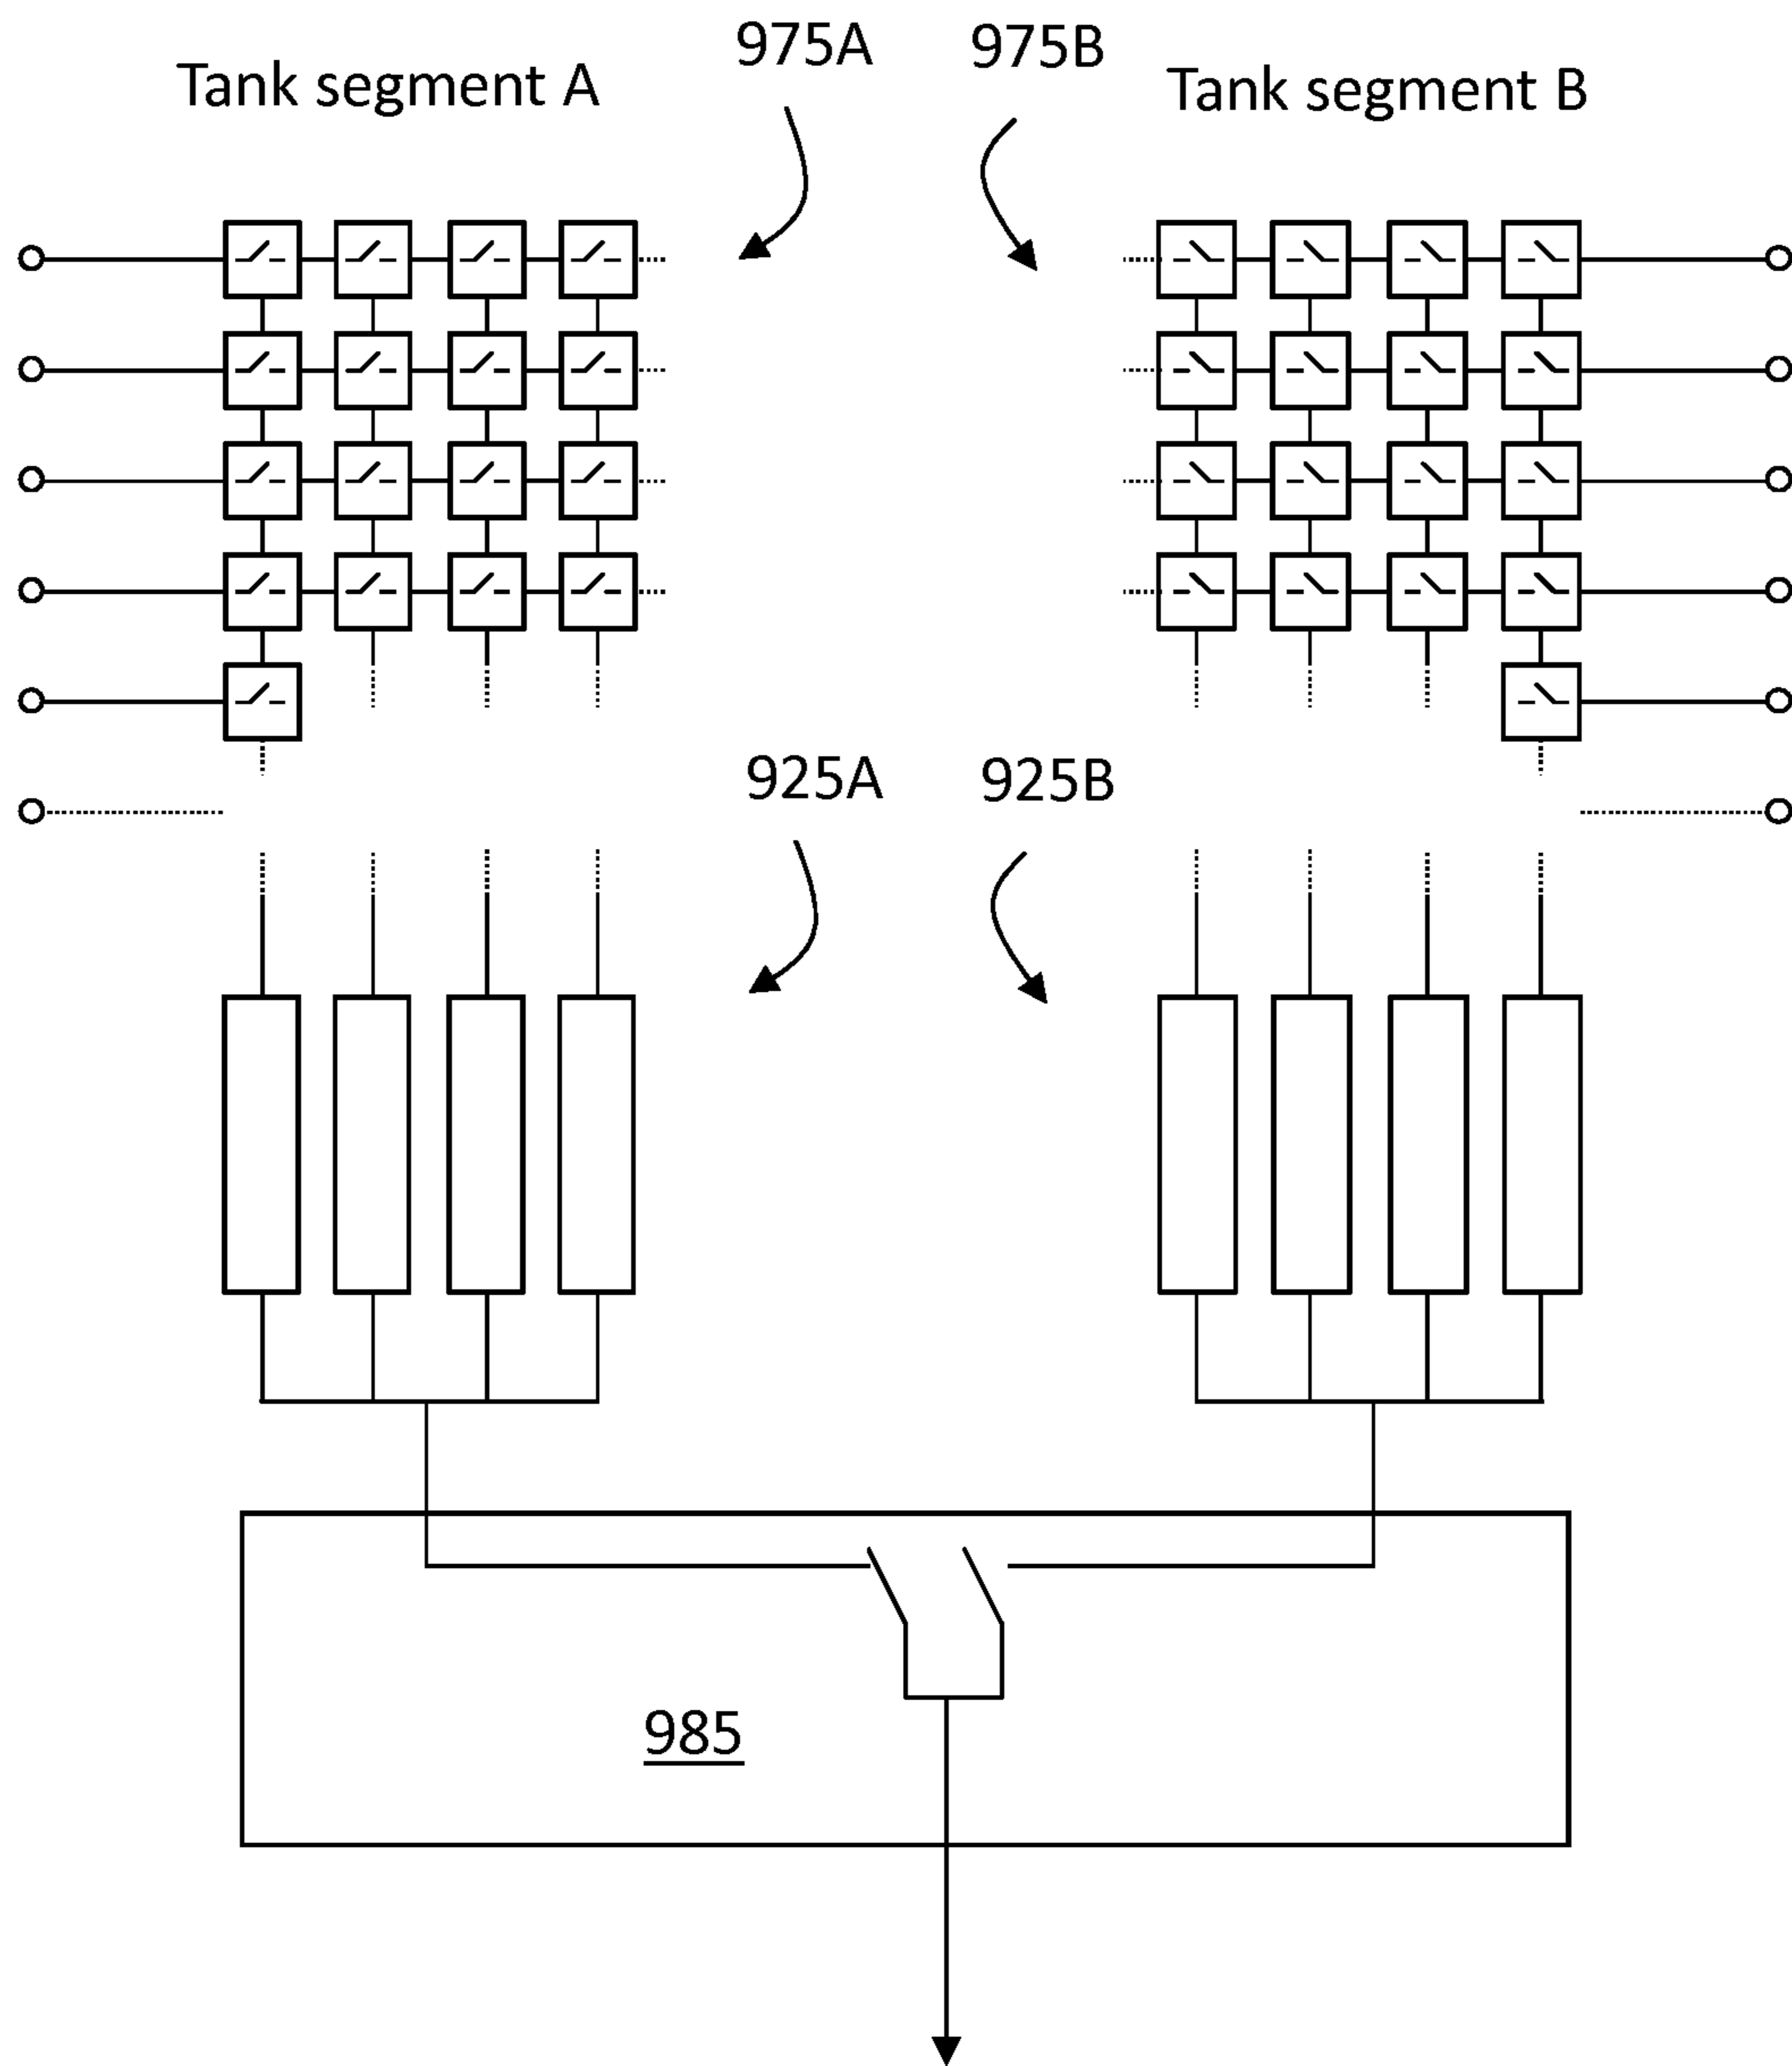 975A
975B
Tank segment A
Tank segment B
925A
925B
985